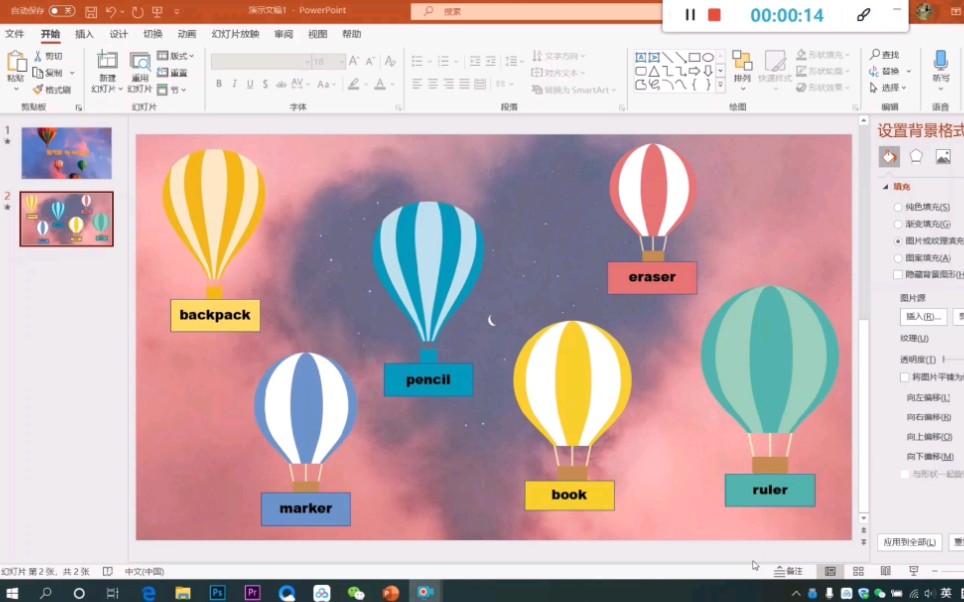 自动保存 关 演示文稿1 - PowerPoint 搜索
00:00:14
文件 开始 插入 设计 切换 动画 幻灯片放映 审阅 视图 帮助
粘贴 剪切 复制 格式刷
新建幻灯片 重用幻灯片 版式 重置 节
18
B I U S ab AV Aa A
文字方向 对齐文本 转换为 SmartArt
排列 快速样式 形状填充 形状轮廓 形状效果
查找 替换 选择
听写
剪贴板 幻灯片 字体 段落 绘图 编辑 语音
1
2
设置背景格式
填充
纯色填充(S)
渐变填充(G)
图片或纹理填充
图案填充(A)
隐藏背景图形(H
图片源
插入(R)...
纹理(U)
透明度(T)
将图片平铺为
向左偏移(L)
向右偏移(R)
向上偏移(O)
向下偏移(M)
与形状一起旋
应用到全部(L)
backpack
pencil
eraser
marker
book
ruler
幻灯片 第 2 张，共 2 张 中文(中国) 备注
Ps Pr 英